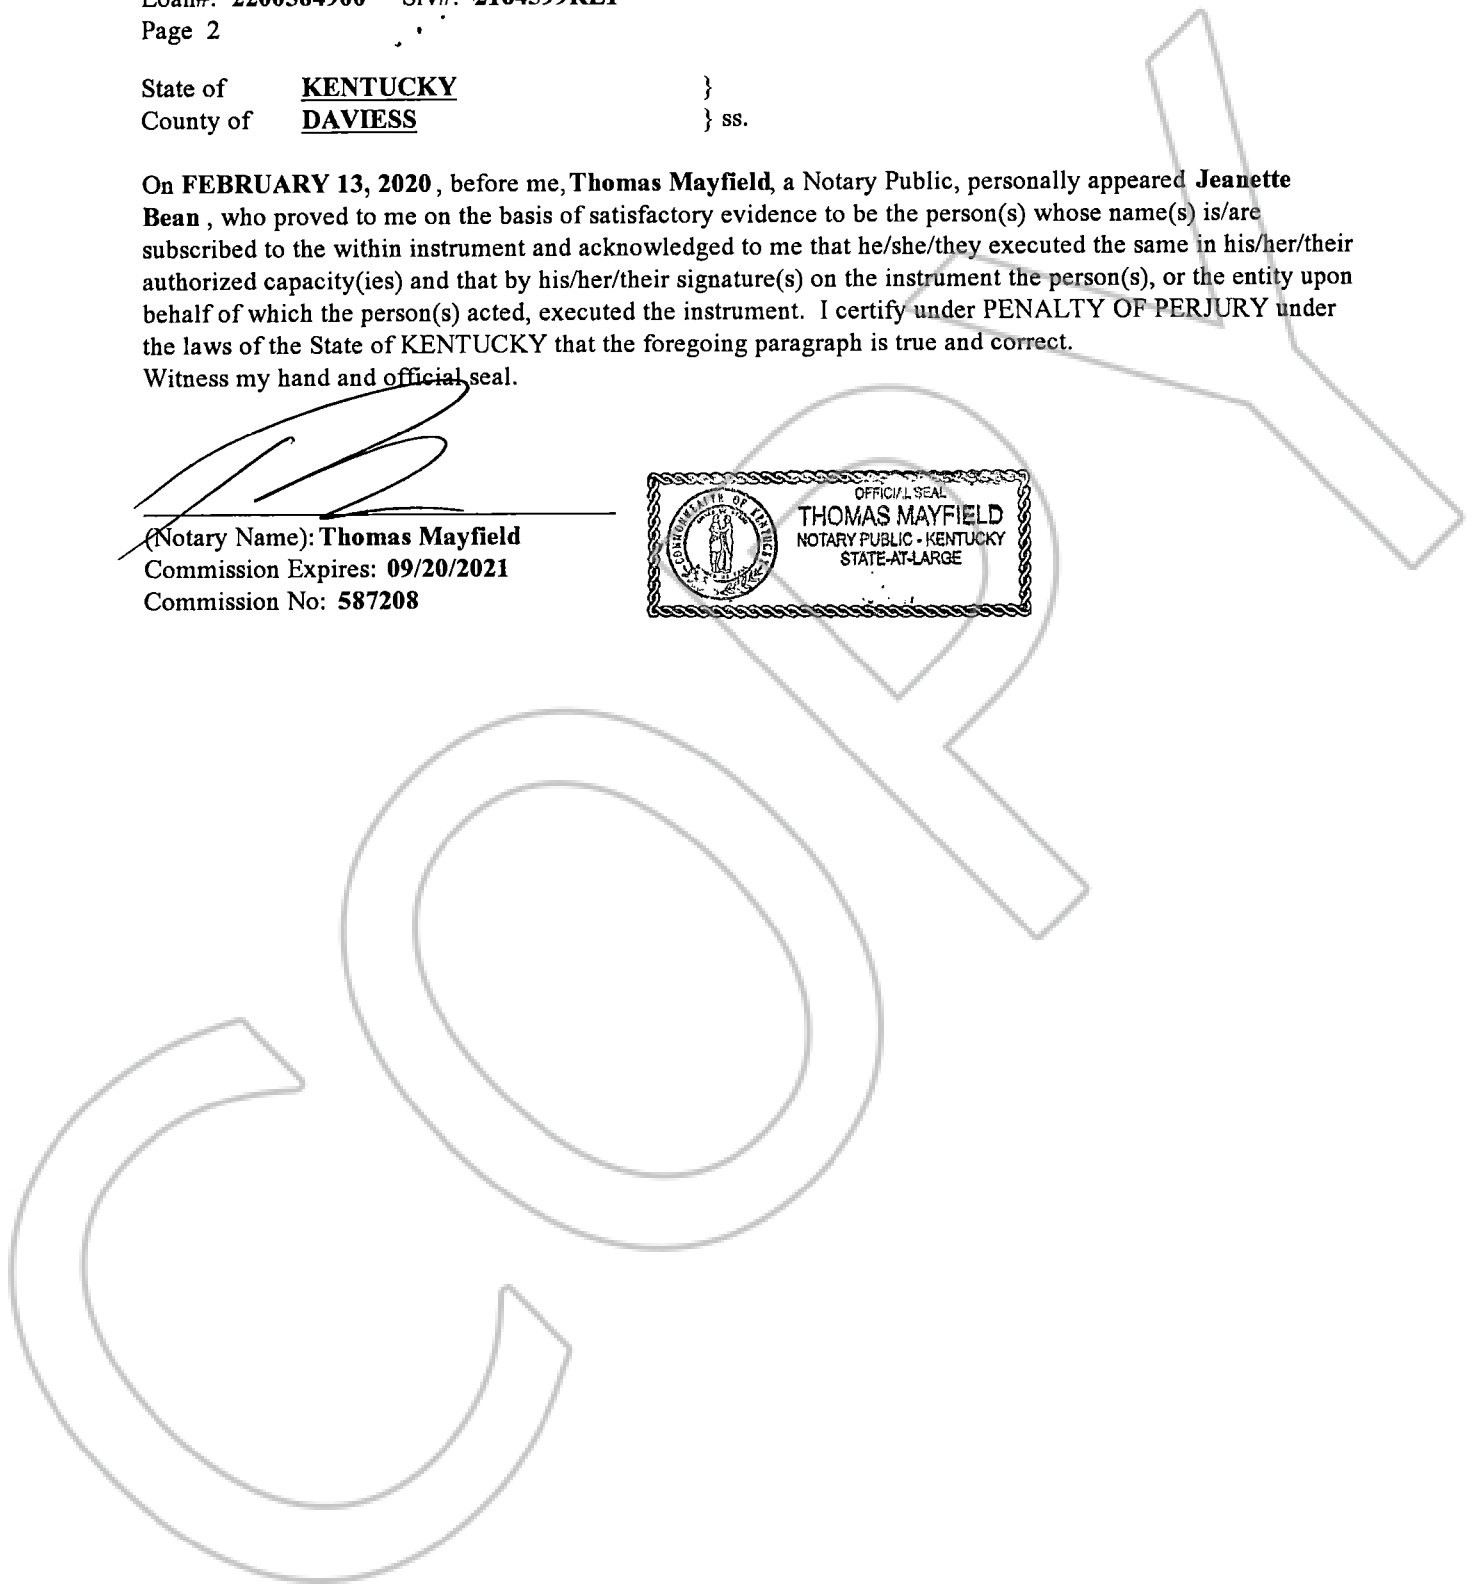 Page 2
State of KENTUCKY }
County of DAVIESS } ss.
On FEBRUARY 13, 2020 , before me, Thomas Mayfield, a Notary Public, personally appeared Jeanette
Bean , who proved to me on the basis of satisfactory evidence to be the person(s) whose name(s) is/are
subscribed to the within instrument and acknowledged to me that he/she/they executed the same in his/her/their
authorized capacity(ies) and that by his/her/their signature(s) on the instrument the person(s), or the entity upon
behalf of which the person(s) acted, executed the instrument. I certify under PENALTY OF PERJURY under
the laws of the State of KENTUCKY that the foregoing paragraph is true and correct.
Witness my hand and official seal.
(Notary Name): Thomas Mayfield
Commission Expires: 09/20/2021
Commission No: 587208
OFFICIAL SEAL
THOMAS MAYFIELD
NOTARY PUBLIC - KENTUCKY
STATE-AT-LARGE
COMMONWEALTH OF KENTUCKY
COPY